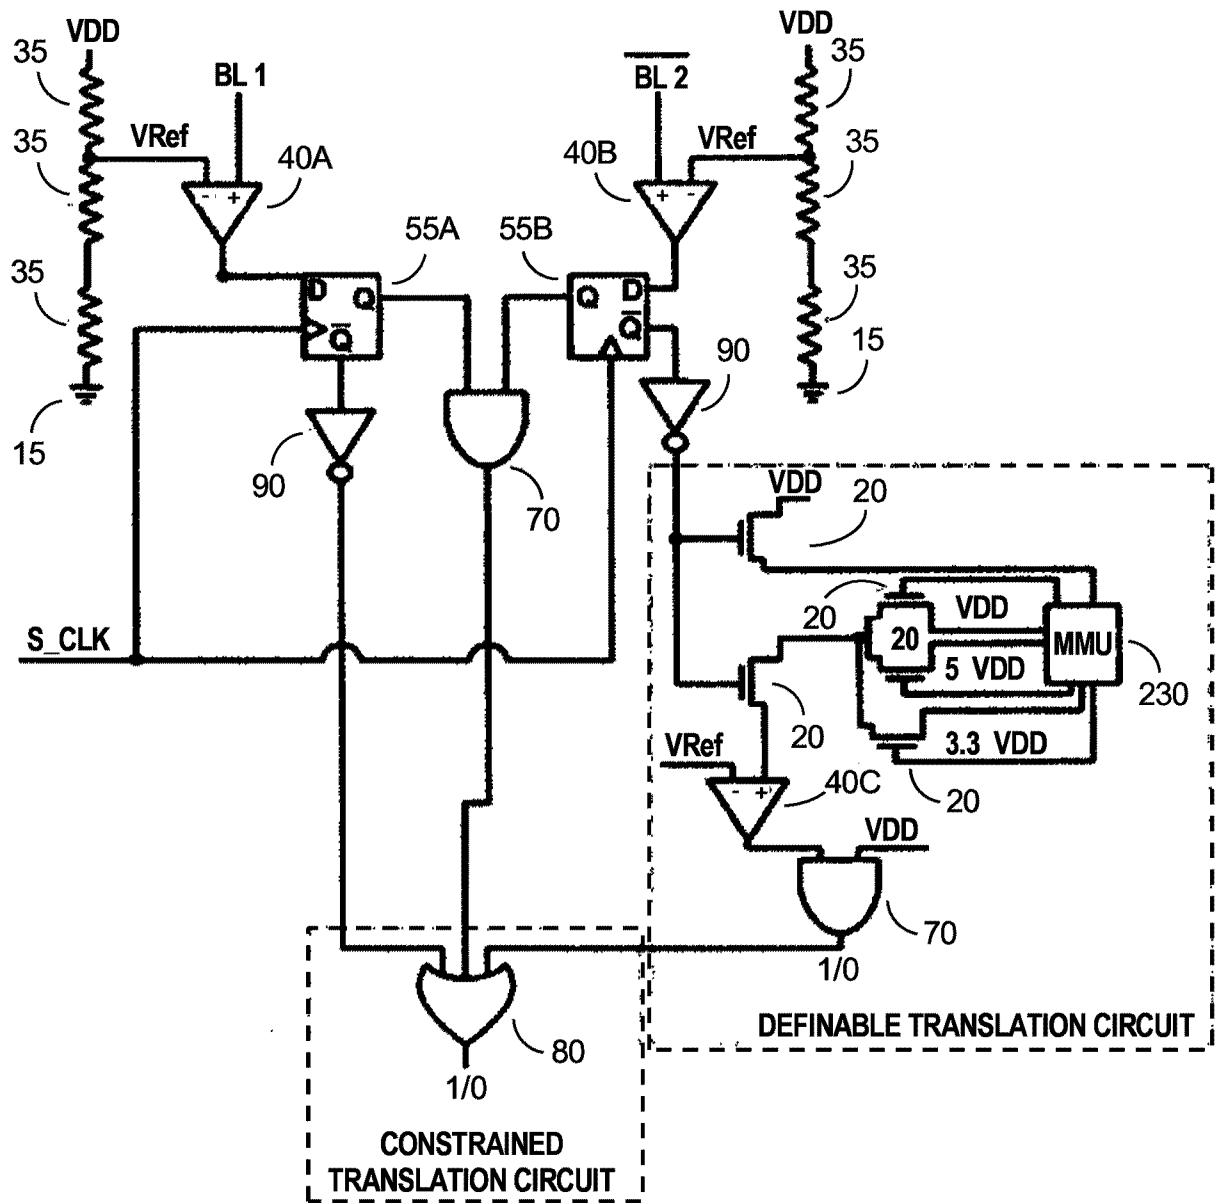 VDD
VDD
35
35
BL 1
BL 2
35
VRef
VRef
35
40A
40B
55A
55B
35
35
D
Q
Q
Q
D
Q
15
90
15
90
70
VDD
20
20
VDD
20
S_CLK
MMU
5 VDD
230
20
3.3 VDD
VRef
40C
20
- +
+ -
- +
VDD
70
1/0
DEFINABLE TRANSLATION CIRCUIT
80
1/0
CONSTRAINED
TRANSLATION CIRCUIT